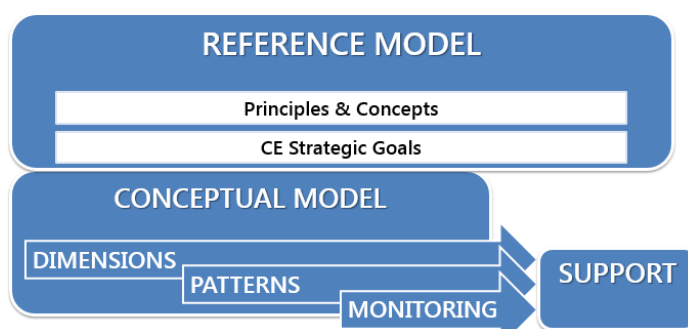 REFERENCE MODEL
Principles & Concepts
CE Strategic Goals
CONCEPTUAL MODEL
DIMENSIONS
PATTERNS
MONITORING
SUPPORT